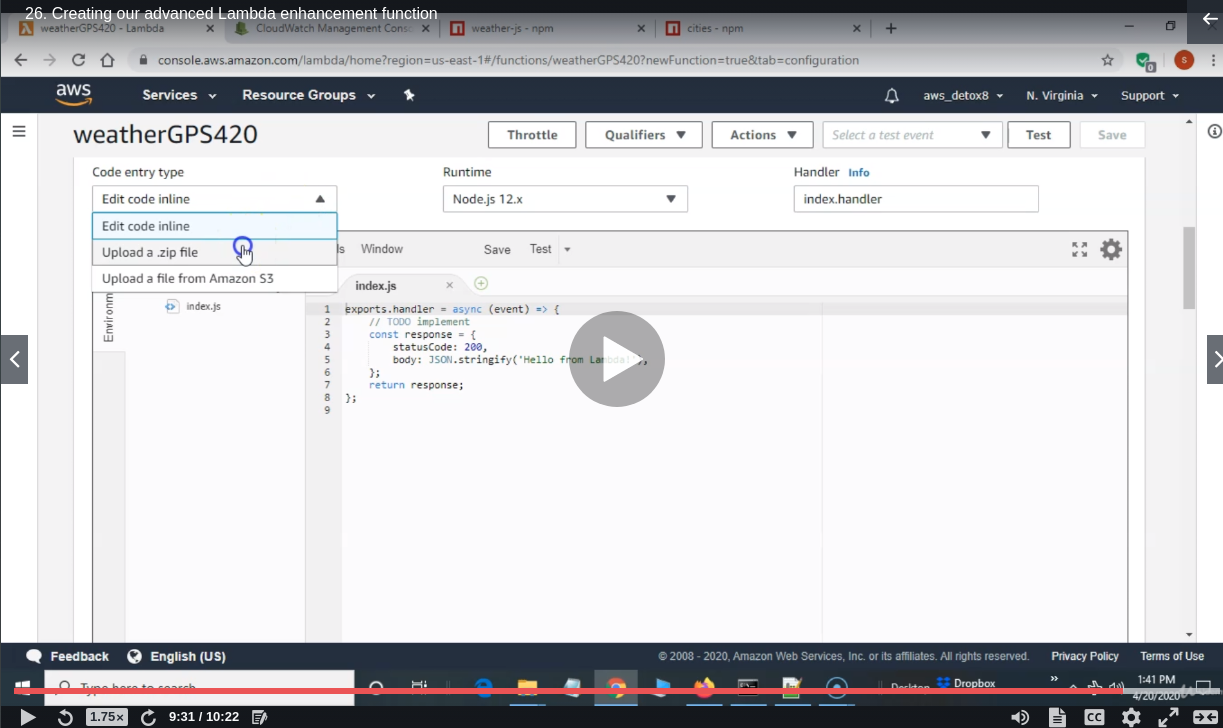 26. Creating our advanced Lambda enhancement function
weatherGPS420 - Lambda
CloudWatch Management Conso
weather-js - npm
cities - npm
console.aws.amazon.com/lambda/home?region=us-east-1#/functions/weatherGPS420?newFunction=true&tab=configuration
S
0
aws
Services
Resource Groups
aws_detox8
N. Virginia
Support
weatherGPS420
Throttle
Qualifiers
Actions
Select a test event
Test
Save
Code entry type
Runtime
Handler Info
Edit code inline
Node.js 12.x
index.handler
Edit code inline
Upload a .zip file
Upload a file from Amazon S3
ls Window
Save
Test
Environm
index.js
index.js
1 exports.handler = async (event) => {
2 // TODO implement
3 const response = {
4 statusCode: 200,
5 body: JSON.stringify('Hello from Lambda!'),
6 };
7 return response;
8 };
9
Feedback
English (US)
© 2008 - 2020, Amazon Web Services, Inc. or its affiliates. All rights reserved.
Privacy Policy
Terms of Use
Type here to search
Desktop
Dropbox
1:41 PM
4/20/2020
1.75×
9:31 / 10:22
CC